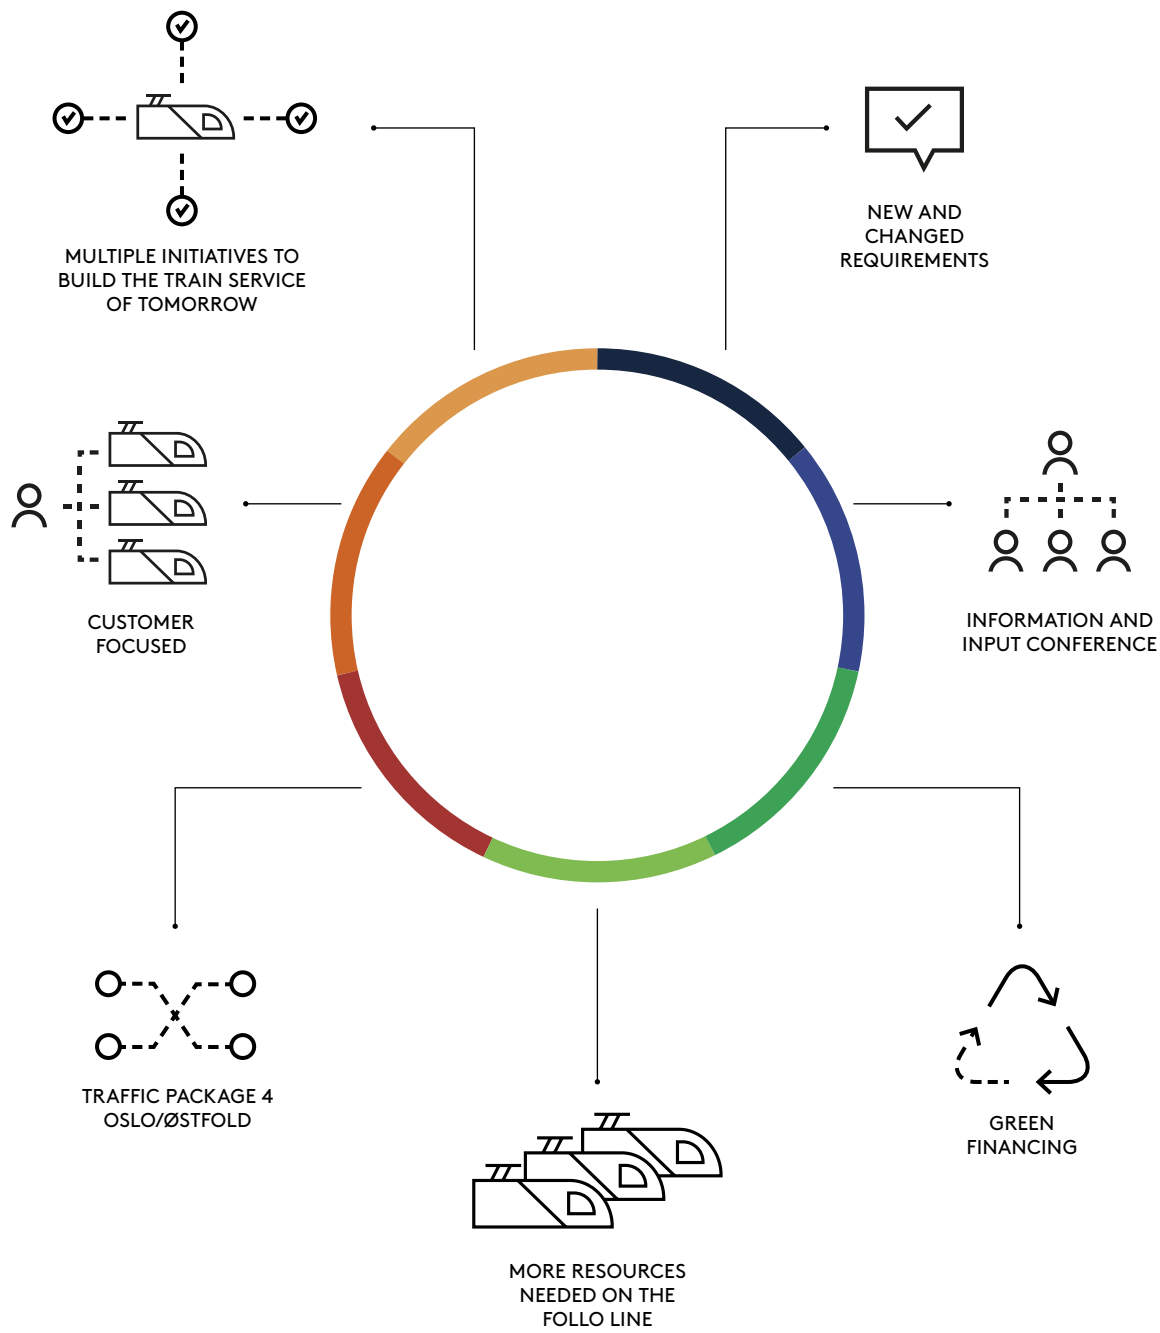 MULTIPLE INITIATIVES TO
BUILD THE TRAIN SERVICE
OF TOMORROW
NEW AND
CHANGED
REQUIREMENTS
CUSTOMER
FOCUSED
INFORMATION AND
INPUT CONFERENCE
TRAFFIC PACKAGE 4
OSLO/ØSTFOLD
GREEN
FINANCING
MORE RESOURCES
NEEDED ON THE
FOLLO LINE